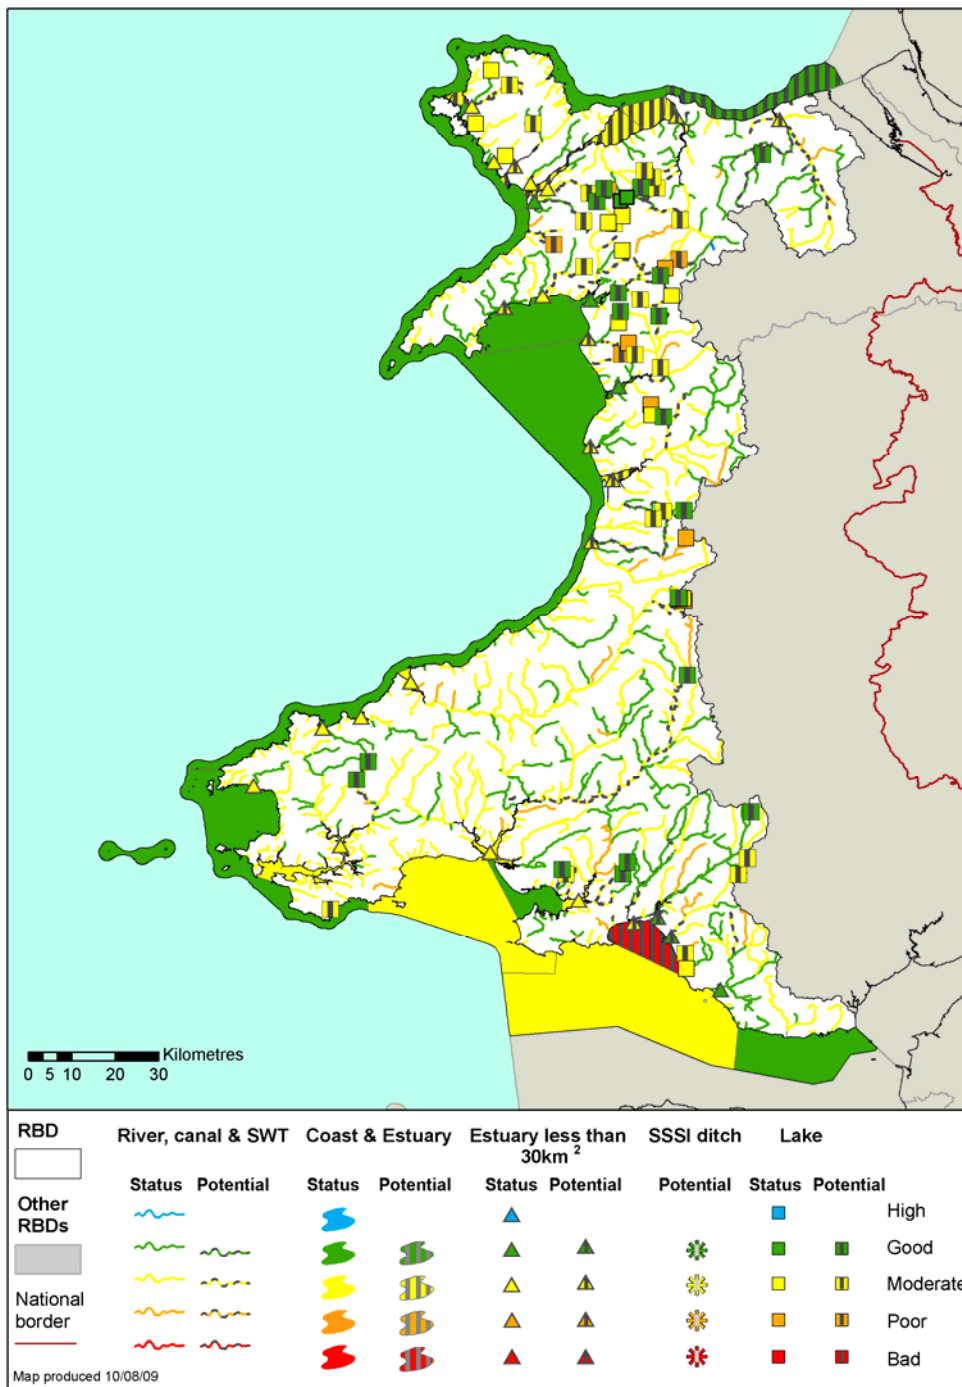 Kilometres
0 5 10 20 30
RBD
River, canal & SWT Coast & Estuary Estuary less than 30km 2 SSSI ditch Lake
Status Potential Status Potential Status Potential Potential Status Potential
Other
RBDs
National
border
High
Good
Moderate
Poor
Bad
Map produced 10/08/09